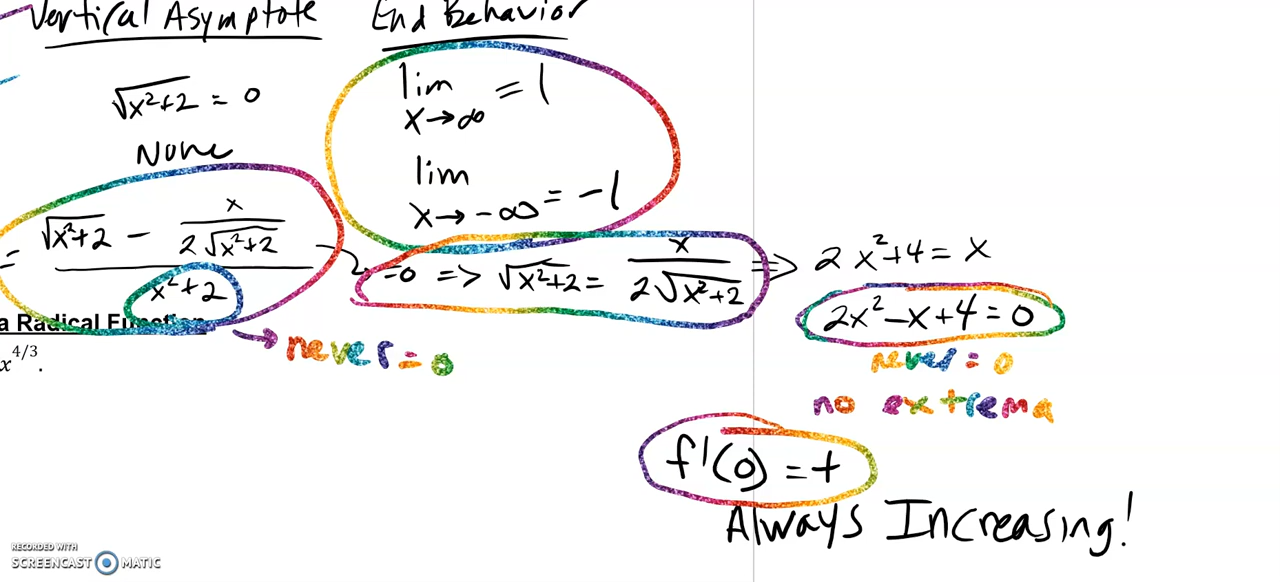 Vertical Asymptote
End Behavior
√(x²+2) = 0
None
lim x→∞ = 1
lim x→-∞ = -1
= (√(x²+2) - x/(2√(x²+2)))/(x²+2)
=0 => √(x²+2) = x/(2√(x²+2)) => 2x²+4 = x
2x²-x+4=0
a Radical Function
x^(4/3).
never=0
never=0
no extrema
f'(0) = +
Always Increasing!
RECORDED WITH
SCREENCAST MATIC